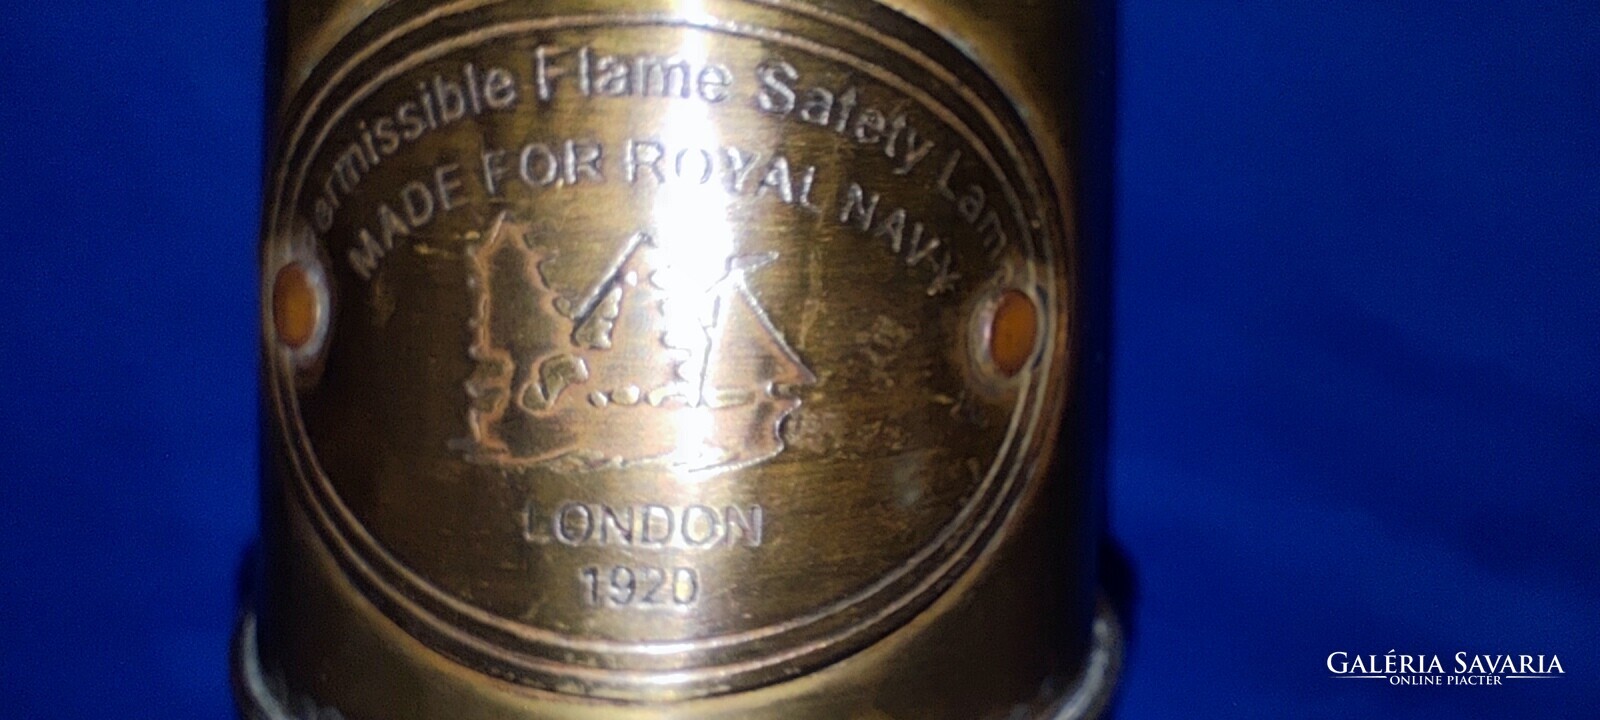 ermissible Flame Safety Lam
MADE FOR ROYAL NAVY
LONDON
1920
GALÉRIA SAVARIA
ONLINE PIACTÉR